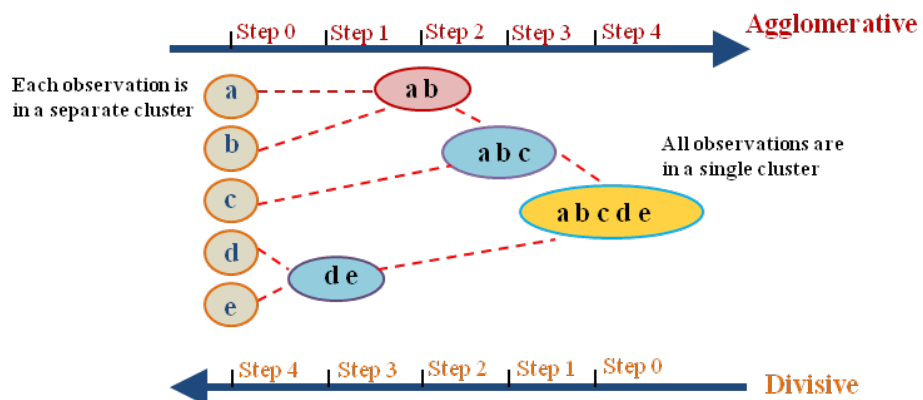 Step 0 Step 1 Step 2 Step 3 Step 4 Agglomerative
Each observation is
in a separate cluster
a
a b
b
a b c
All observations are
in a single cluster
c
a b c d e
d
d e
e
Step 4 Step 3 Step 2 Step 1 Step 0
Divisive